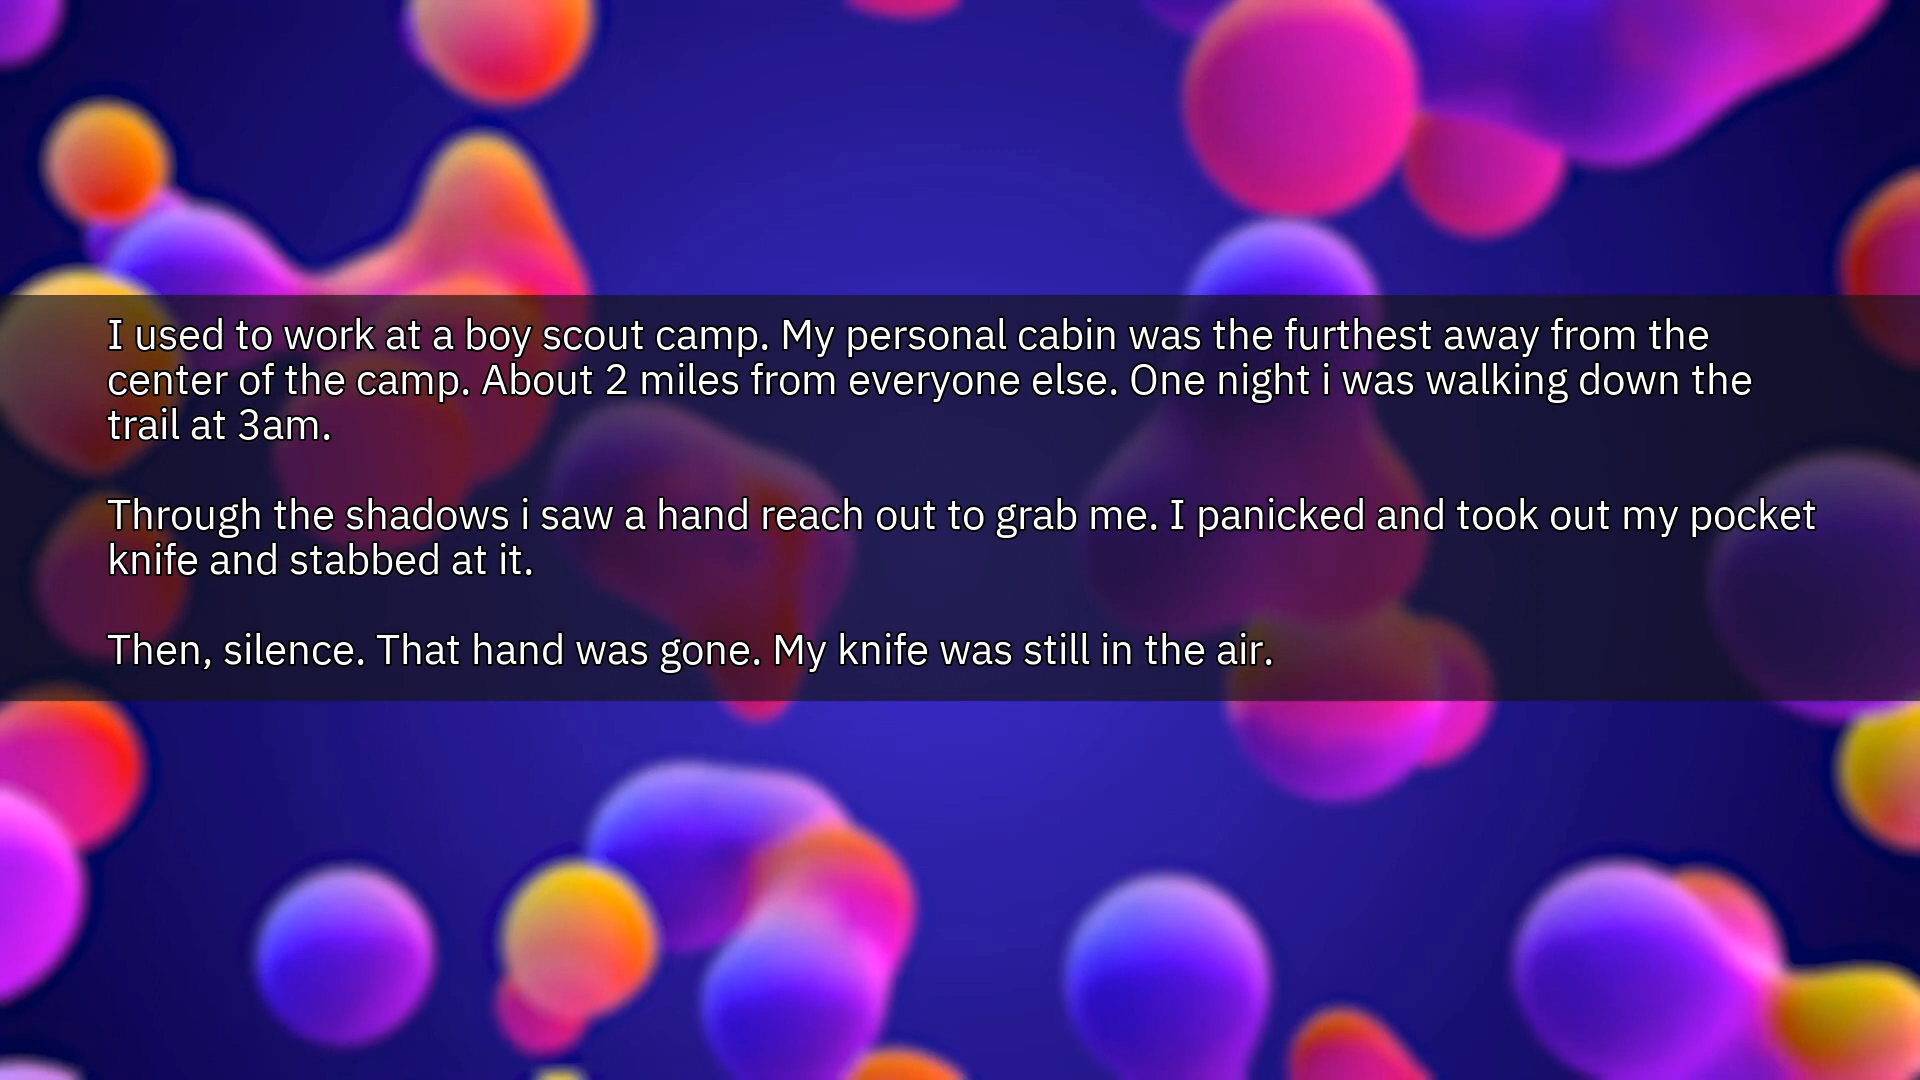 I used to work at a boy scout camp. My personal cabin was the furthest away from the
center of the camp. About 2 miles from everyone else. One night i was walking down the
trail at 3am.
Through the shadows i saw a hand reach out to grab me. I panicked and took out my pocket
knife and stabbed at it.
Then, silence. That hand was gone. My knife was still in the air.